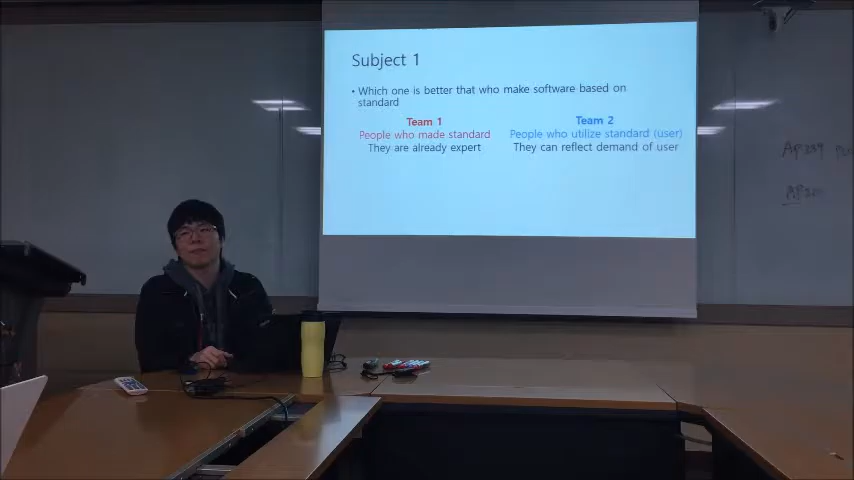 Subject 1
• Which one is better that who make software based on
standard
Team 1
People who made standard
They are already expert
Team 2
People who utilize standard (user)
They can reflect demand of user